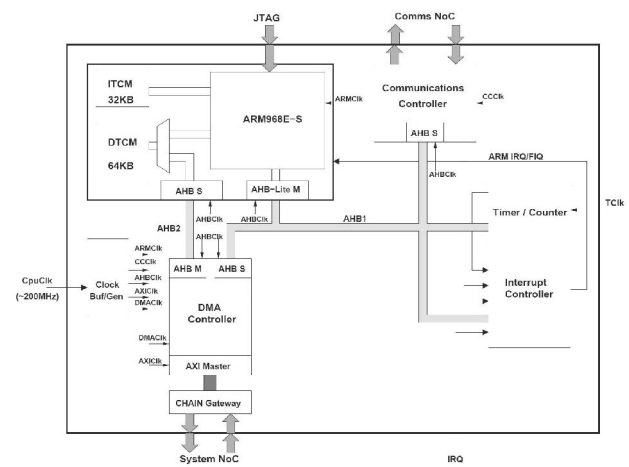 JTAG
Comms NoC
ITCM
32KB
ARM968E-S
ARMClk
Communications
Controller
CCClk
DTCM
64KB
AHB S
ARM IRQ/FIQ
AHBClk
AHB S
AHB-Lite M
TClk
Timer / Counter
AHBClk
AHBClk
AHB1
AHB2
AHBClk
ARMClk
CCClk
AHBClk
AXIClk
DMAClk
CpuClk
(~200MHz)
Clock
Buf/Gen
AHB M
AHB S
DMA
Controller
Interrupt
Controller
DMAClk
AXIClk
AXI Master
CHAIN Gateway
System NoC
IRQ